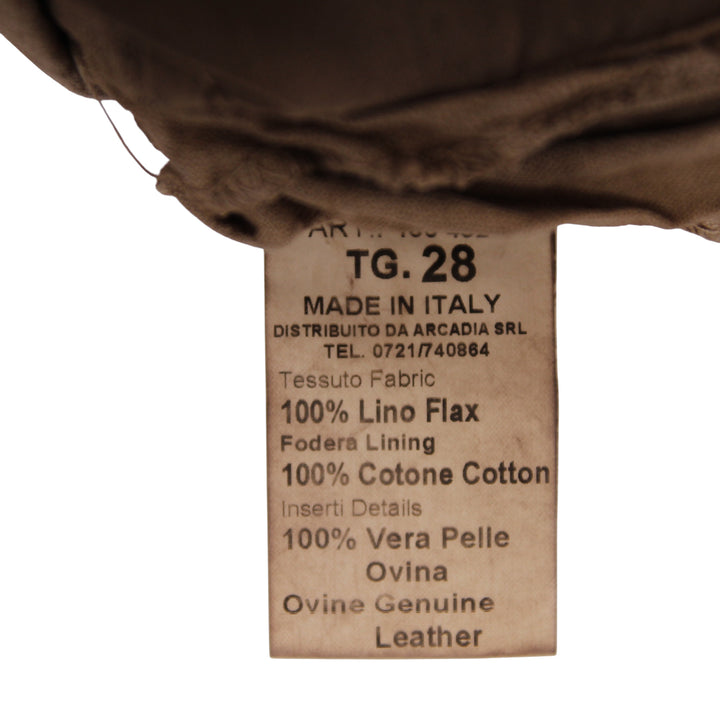 TG. 28
MADE IN ITALY
DISTRIBUITO DA ARCADIA SRL
TEL. 0721/740864
Tessuto Fabric
100% Lino Flax
Fodera Lining
100% Cotone Cotton
Inserti Details
100% Vera Pelle
Ovina
Ovine Genuine
Leather